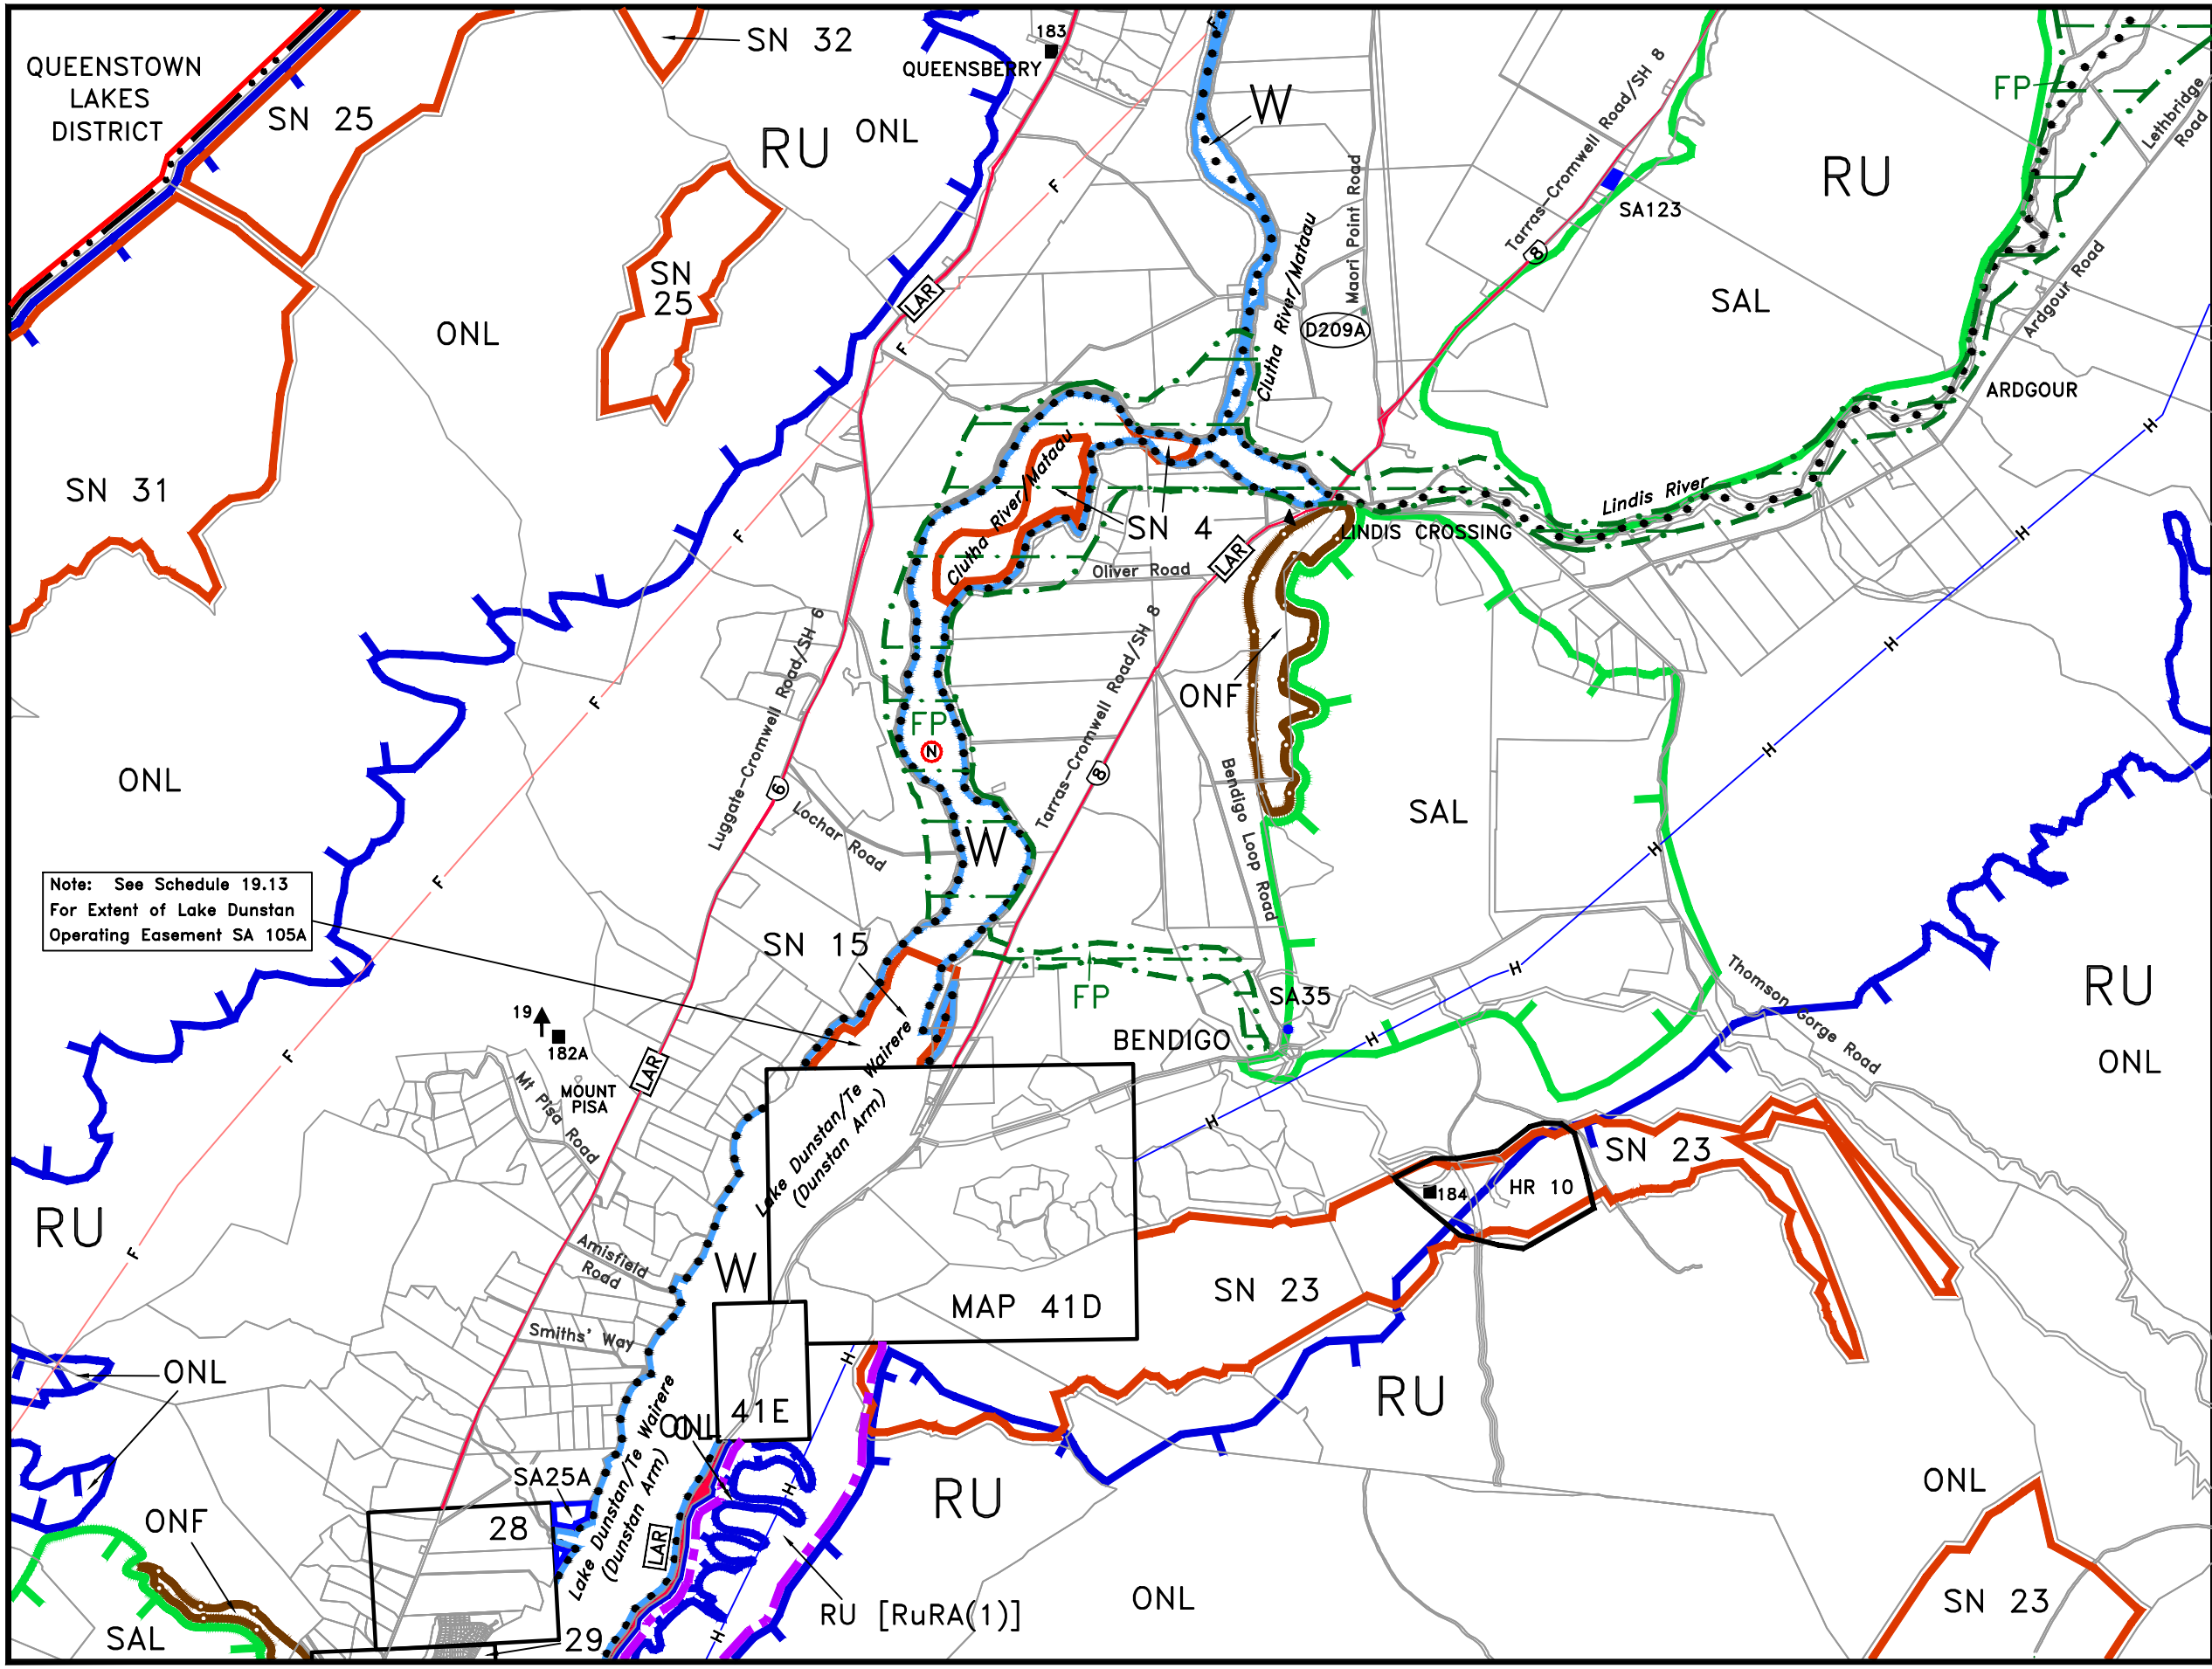 QUEENSTOWN
LAKES
DISTRICT
SN 25
SN 32
QUEENSBERRY
183
RU
ONL
W
Maori Point Road
Tarras-Cromwell Road/SH 8
8
SA123
RU
FP
Lethbridge
Road
SN
25
ONL
LAR
F
F
F
Clutha River/Mataau
D209A
SAL
Ardgour Road
ARDGOUR
H
SN 31
F
Clutha River/Mataau
SN 4
Oliver Road
LAR
LINDIS CROSSING
Lindis River
H
H
ONL
F
Luggate-Cromwell Road/SH 6
6
ONF
FP
N
Tarras-Cromwell Road/SH 8
8
Bendigo Loop Road
H
SAL
H
Lochar Road
W
Note: See Schedule 19.13
For Extent of Lake Dunstan
Operating Easement SA 105A
F
SN 15
FP
SA35
BENDIGO
H
H
Thomson Gorge Road
RU
ONL
F
19
182A
MOUNT
PISA
LAR
Mt Pisa Road
Lake Dunstan/Te Wairere
(Dunstan Arm)
H
SN 23
184
HR 10
RU
F
Amisfield
Road
W
MAP 41D
SN 23
Smiths' Way
ONL
41E
ONL
H
RU
Lake Dunstan/Te Wairere
(Dunstan Arm)
SA25A
H
RU
ONL
ONF
28
LAR
RU [RuRA(1)]
ONL
SN 23
SAL
29
H